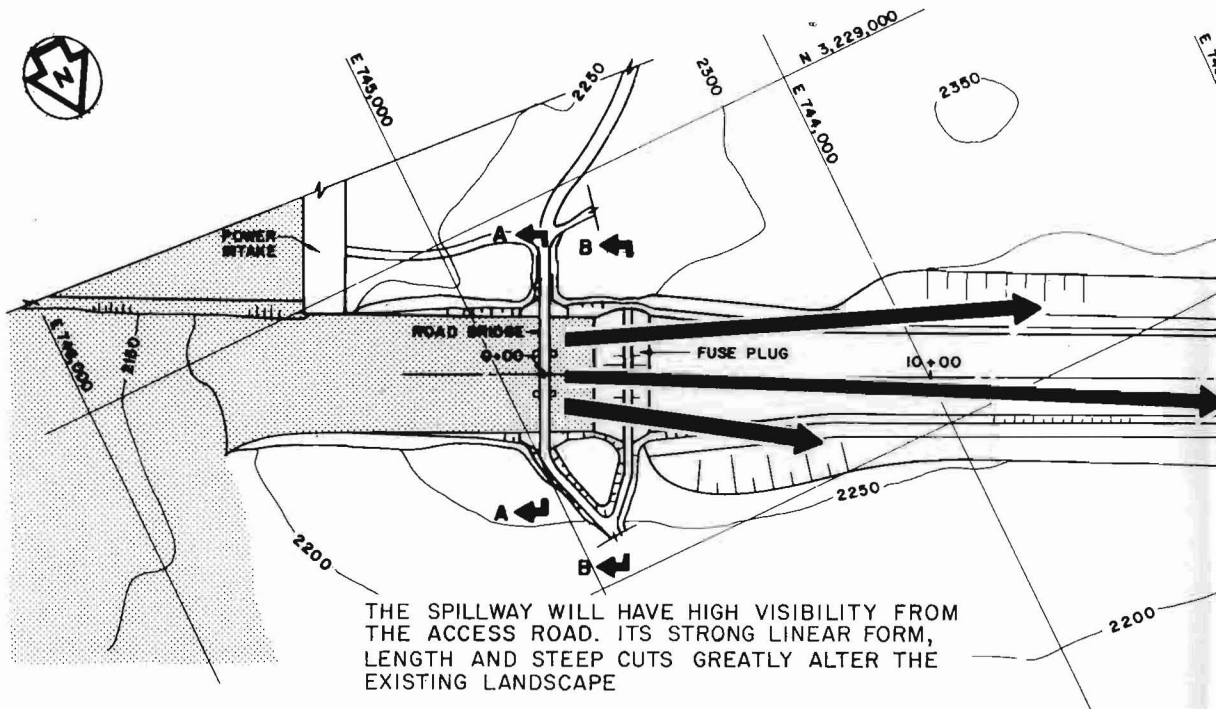 N
E 745,000
2250
2300
N 3,229,000
E 744,000
2350
E 74
POWER
INTAKE
A
B
E 746,000
2150
ROAD BRIDGE
0+00
FUSE PLUG
10+00
A
B
2200
2250
2200
THE SPILLWAY WILL HAVE HIGH VISIBILITY FROM
THE ACCESS ROAD. ITS STRONG LINEAR FORM,
LENGTH AND STEEP CUTS GREATLY ALTER THE
EXISTING LANDSCAPE